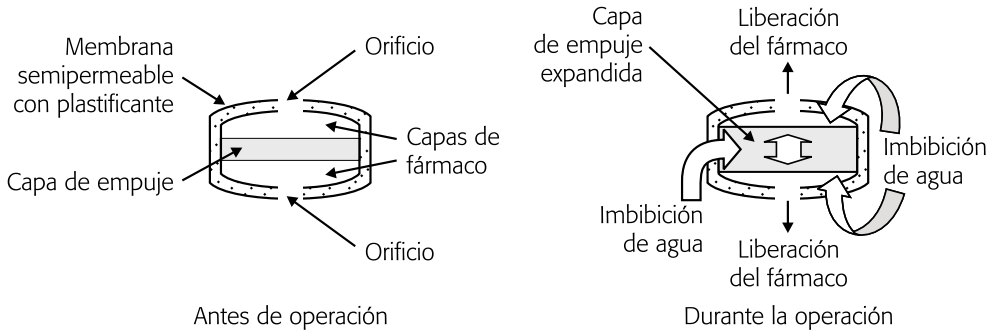 Membrana
semipermeable
con plastificante
Orificio
Capas de
fármaco
Capa de empuje
Orificio
Antes de operación
Capa
de empuje
expandida
Liberación
del fármaco
Imbibición
de agua
Imbibición
de agua
Liberación
del fármaco
Durante la operación